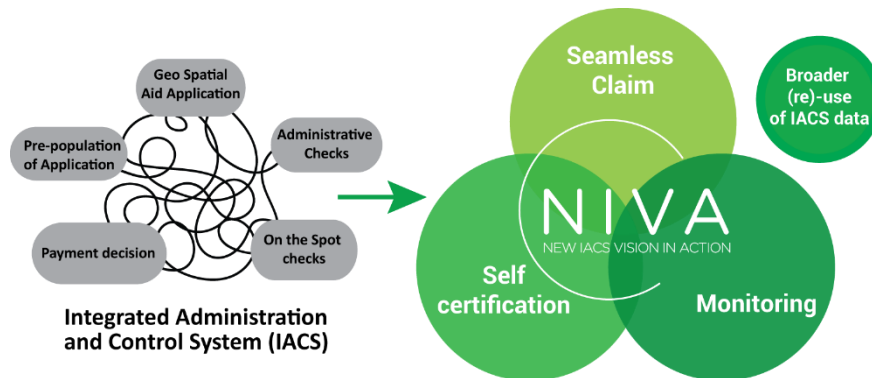 Geo Spatial
Aid Application
Pre-population
of Application
Administrative
Checks
Payment decision
On the Spot
checks
Integrated Administration
and Control System (IACS)
Seamless
Claim
Broader
(re)-use
of IACS data
NIVA
NEW IACS VISION IN ACTION
Self
certification
Monitoring